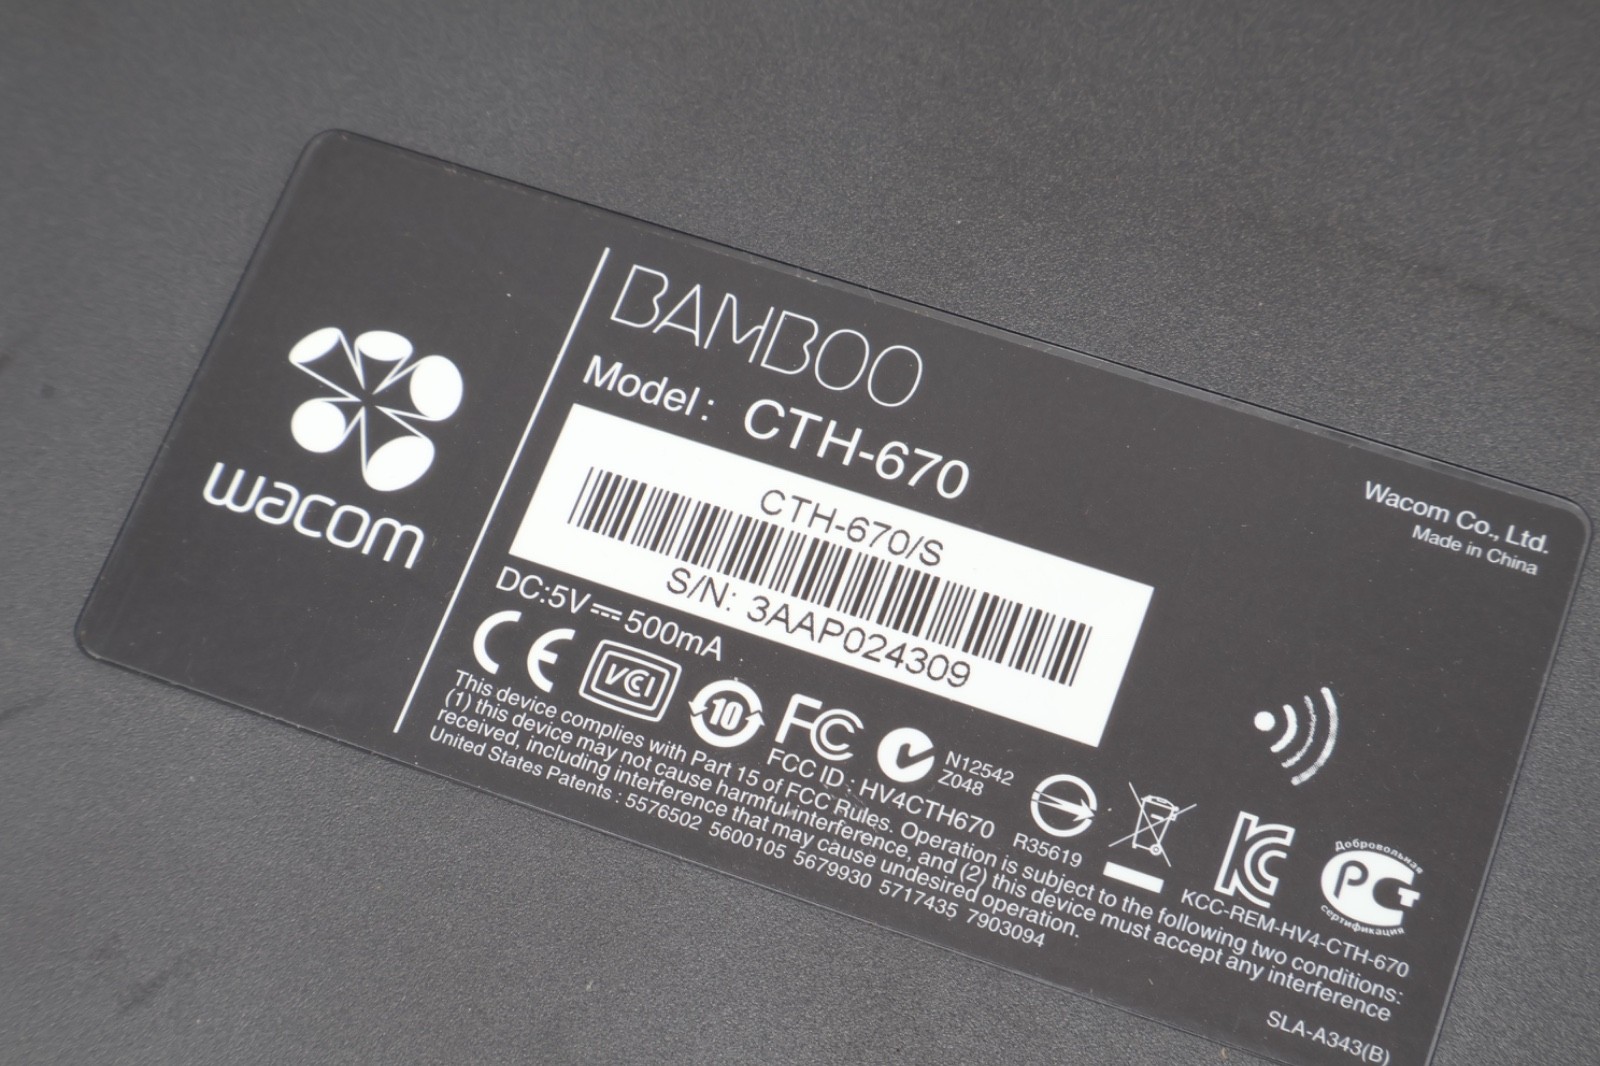 wacom
BAMBOO
Model: CTH-670
CTH-670/S
S/N: 3AAP024309
DC:5V⎓500mA
Wacom Co., Ltd.
Made in China
CE
VCI
10
FC
FCC ID : HV4CTH670
N12542
Z048
R35619
KC
KCC-REM-HV4-CTH-670
Добровольная
РСт
сертификация
This device complies with Part 15 of FCC Rules. Operation is subject to the following two conditions:
(1) this device may not cause harmful interference, and (2) this device must accept any interference
received, including interference that may cause undesired operation.
United States Patents : 5576502 5600105 5679930 5717435 7903094
SLA-A343(B)